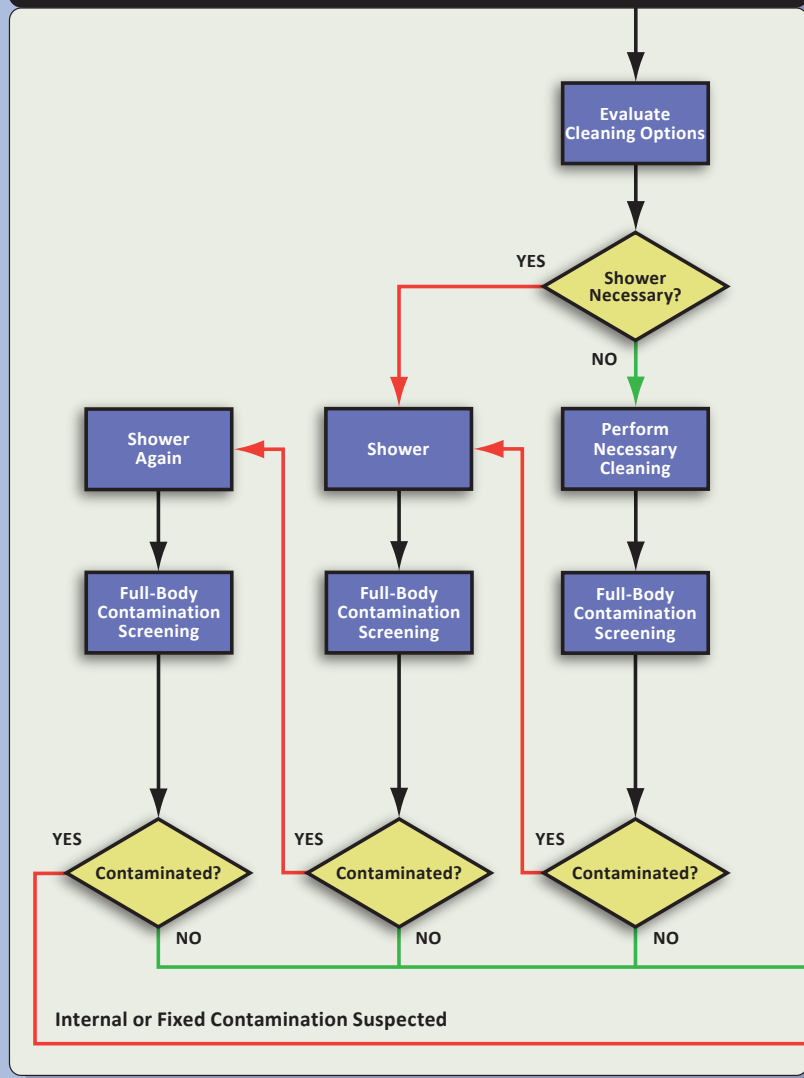 Evaluate
Cleaning Options
YES
Shower
Necessary?
NO
Shower
Again
Shower
Perform
Necessary
Cleaning
Full-Body
Contamination
Screening
Full-Body
Contamination
Screening
Full-Body
Contamination
Screening
YES
Contaminated?
NO
YES
Contaminated?
NO
YES
Contaminated?
NO
Internal or Fixed Contamination Suspected